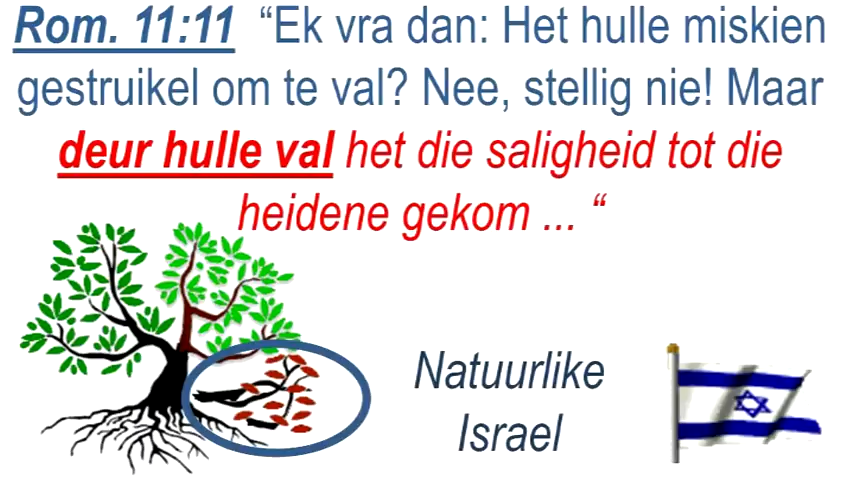 Rom. 11:11 “Ek vra dan: Het hulle miskien
gestruikel om te val? Nee, stellig nie! Maar
deur hulle val het die saligheid tot die
heidene gekom ... “
Natuurlike
Israel